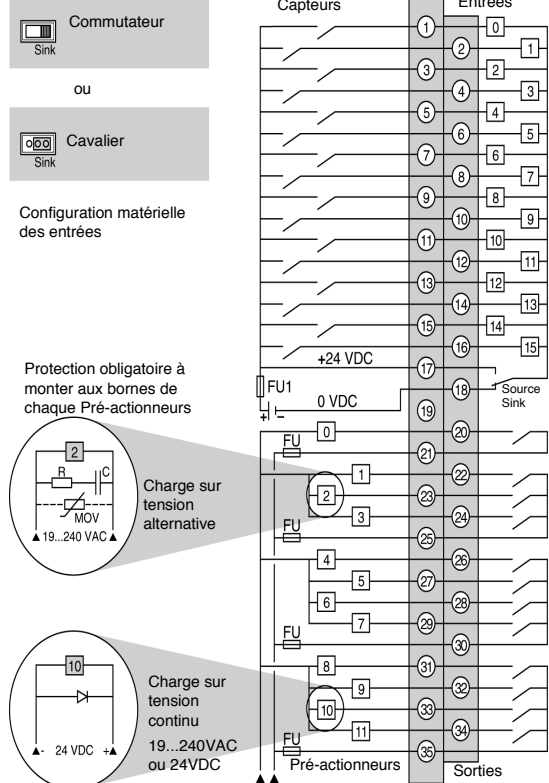 Capteurs
Entrées
Commutateur
Sink
ou
Cavalier
Sink
Configuration matérielle
des entrées
1 0
2 1
3 2
4 3
5 4
6 5
7 6
8 7
9 8
10 9
11 10
12 11
13 12
14 13
15 14
16 15
+24 VDC
17
FU1
18
Source
Sink
0 VDC
+ -
19
Protection obligatoire à
monter aux bornes de
chaque Pré-actionneurs
2
R C
MOV
19...240 VAC
Charge sur
tension
alternative
0 20
FU 21
1 22
2 23
3 24
FU 25
4 26
5 27
6 28
7 29
FU 30
8 31
9 32
10 33
11 34
FU 35
10
- 24 VDC +
Charge sur
tension
continu
19...240VAC
ou 24VDC
Pré-actionneurs
Sorties